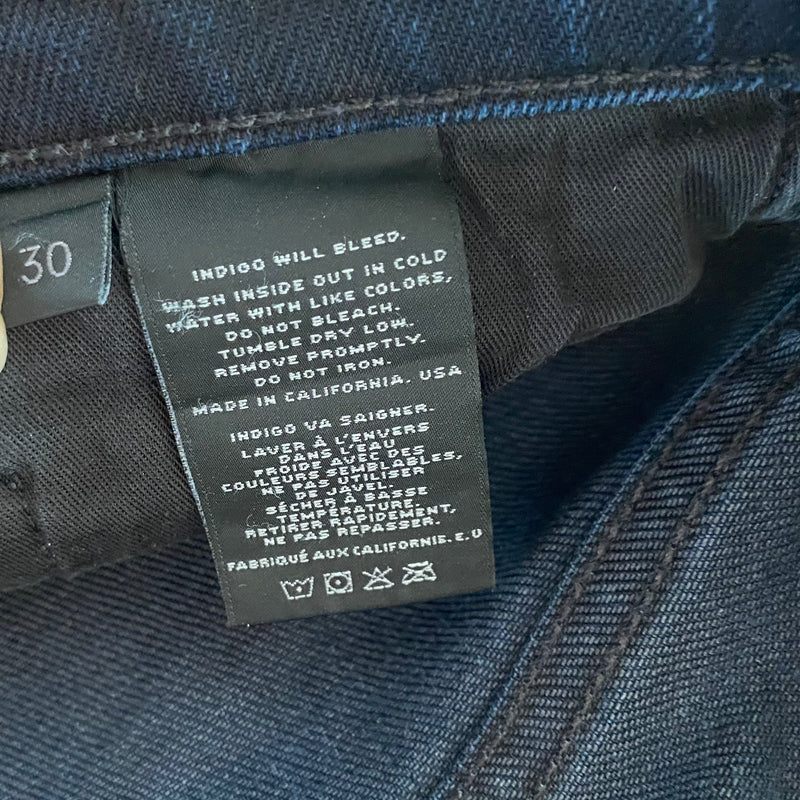 30
INDIGO WILL BLEED.
WASH INSIDE OUT IN COLD
WATER WITH LIKE COLORS,
DO NOT BLEACH.
TUMBLE DRY LOW.
REMOVE PROMPTLY.
DO NOT IRON.
MADE IN CALIFORNIA, USA
INDIGO VA SAIGNER.
LAVER À L'ENVERS
DANS L'EAU
FROIDE AVEC DES
COULEURS SEMBLABLES,
NE PAS UTILISER
DE JAVEL.
SÉCHER À BASSE
TEMPÉRATURE.
RETIRER RAPIDEMENT,
NE PAS REPASSER.
FABRIQUÉ AUX CALIFORNIE. E.U